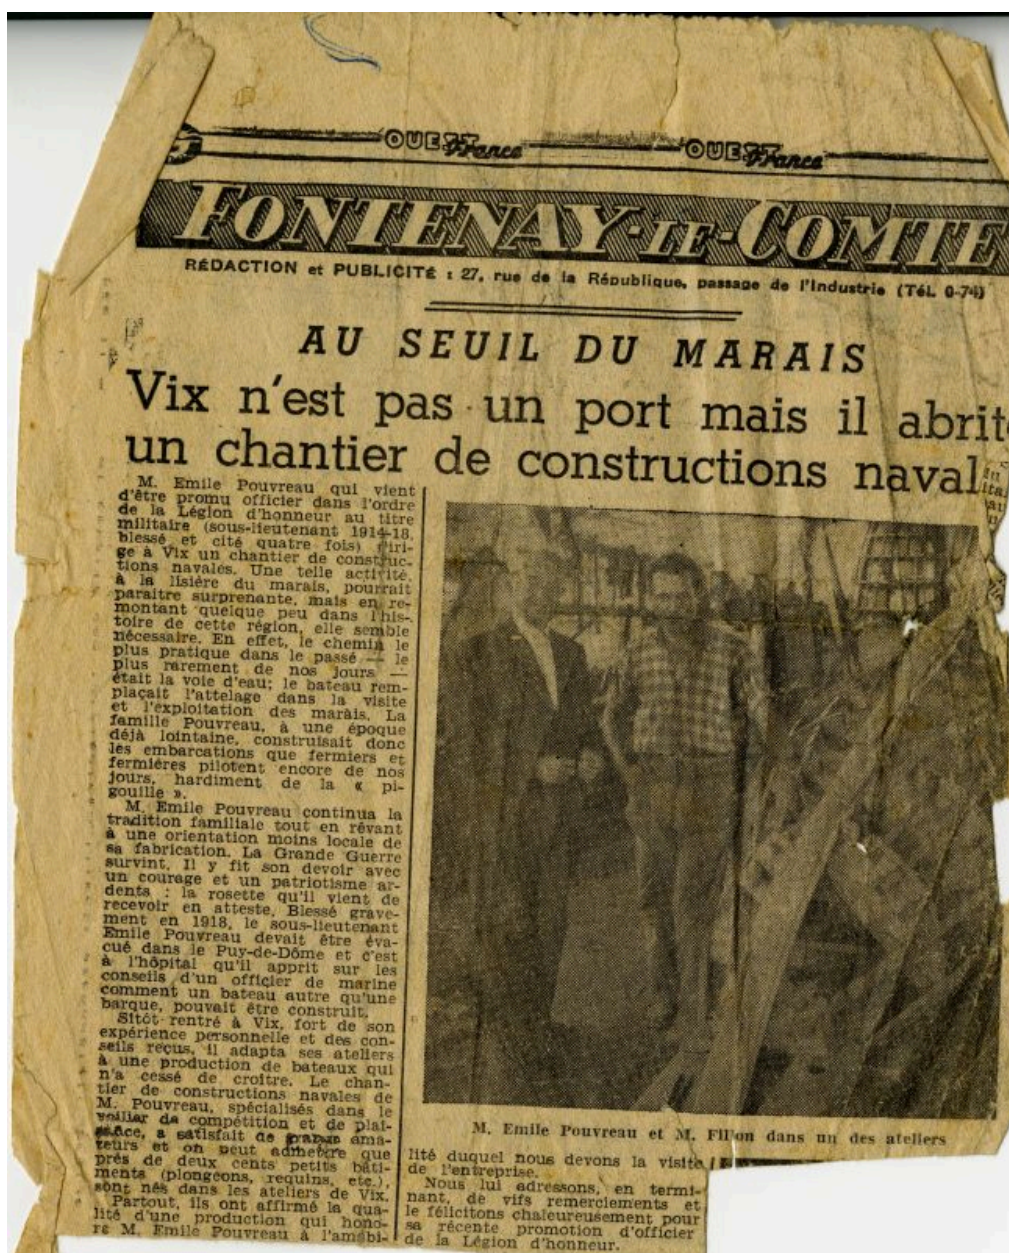 OUEST France OUEST France
FONTENAY-LE-COMTE
RÉDACTION et PUBLICITÉ : 27, rue de la République, passage de l'Industrie (Tél. 0-74)
AU SEUIL DU MARAIS
Vix n'est pas un port mais il abrite
un chantier de constructions naval
M. Emile Pouvreau qui vient
d'être promu officier dans l'ordre
de la Légion d'honneur au titre
militaire (sous-lieutenant 1914-18,
blessé et cité quatre fois) diri-
ge à Vix un chantier de construc-
tions navales. Une telle activité,
à la lisière du marais, pourrait
paraître surprenante, mais en re-
montant quelque peu dans l'his-
toire de cette région, elle semble
nécessaire. En effet, le chemin le
plus pratique dans le passé — le
plus rarement de nos jours —
était la voie d'eau; le bateau rem-
plaçait l'attelage dans la visite
et l'exploitation des marais. La
famille Pouvreau, à une époque
déjà lointaine, construisait donc
les embarcations que fermiers et
fermières pilotent encore de nos
jours, hardiment de la « pi-
gouille ».
M. Emile Pouvreau continua la
tradition familiale tout en rêvant
à une orientation moins locale de
sa fabrication. La Grande Guerre
survint. Il y fit son devoir avec
un courage et un patriotisme ar-
dents : la rosette qu'il vient de
recevoir en atteste. Blessé grave-
ment en 1918, le sous-lieutenant
Emile Pouvreau devait être éva-
cué dans le Puy-de-Dôme et c'est
à l'hôpital qu'il apprit sur les
conseils d'un officier de marine
comment un bateau autre qu'une
barque, pouvait être construit.
Sitôt rentré à Vix, fort de son
expérience personnelle et des con-
seils reçus, il adapta ses ateliers
à une production de bateaux qui
n'a cessé de croître. Le chan-
tier de constructions navales de
M. Pouvreau, spécialisés dans le
voilier de compétition et de plai-
sance, a satisfait de ama-
teurs et on peut admettre que
près de deux cents petits bâti-
ments (plongeons, requins, etc.),
sont nés dans les ateliers de Vix.
Partout, ils ont affirmé la qua-
lité d'une production qui hono-
re M. Emile Pouvreau à l'amabi-
M. Emile Pouvreau et M. Fillon dans un des ateliers
lité duquel nous devons la visite
de l'entreprise.
Nous lui adressons, en termi-
nant, de vifs remerciements et
le félicitons chaleureusement pour
sa récente promotion d'officier
de la Légion d'honneur.